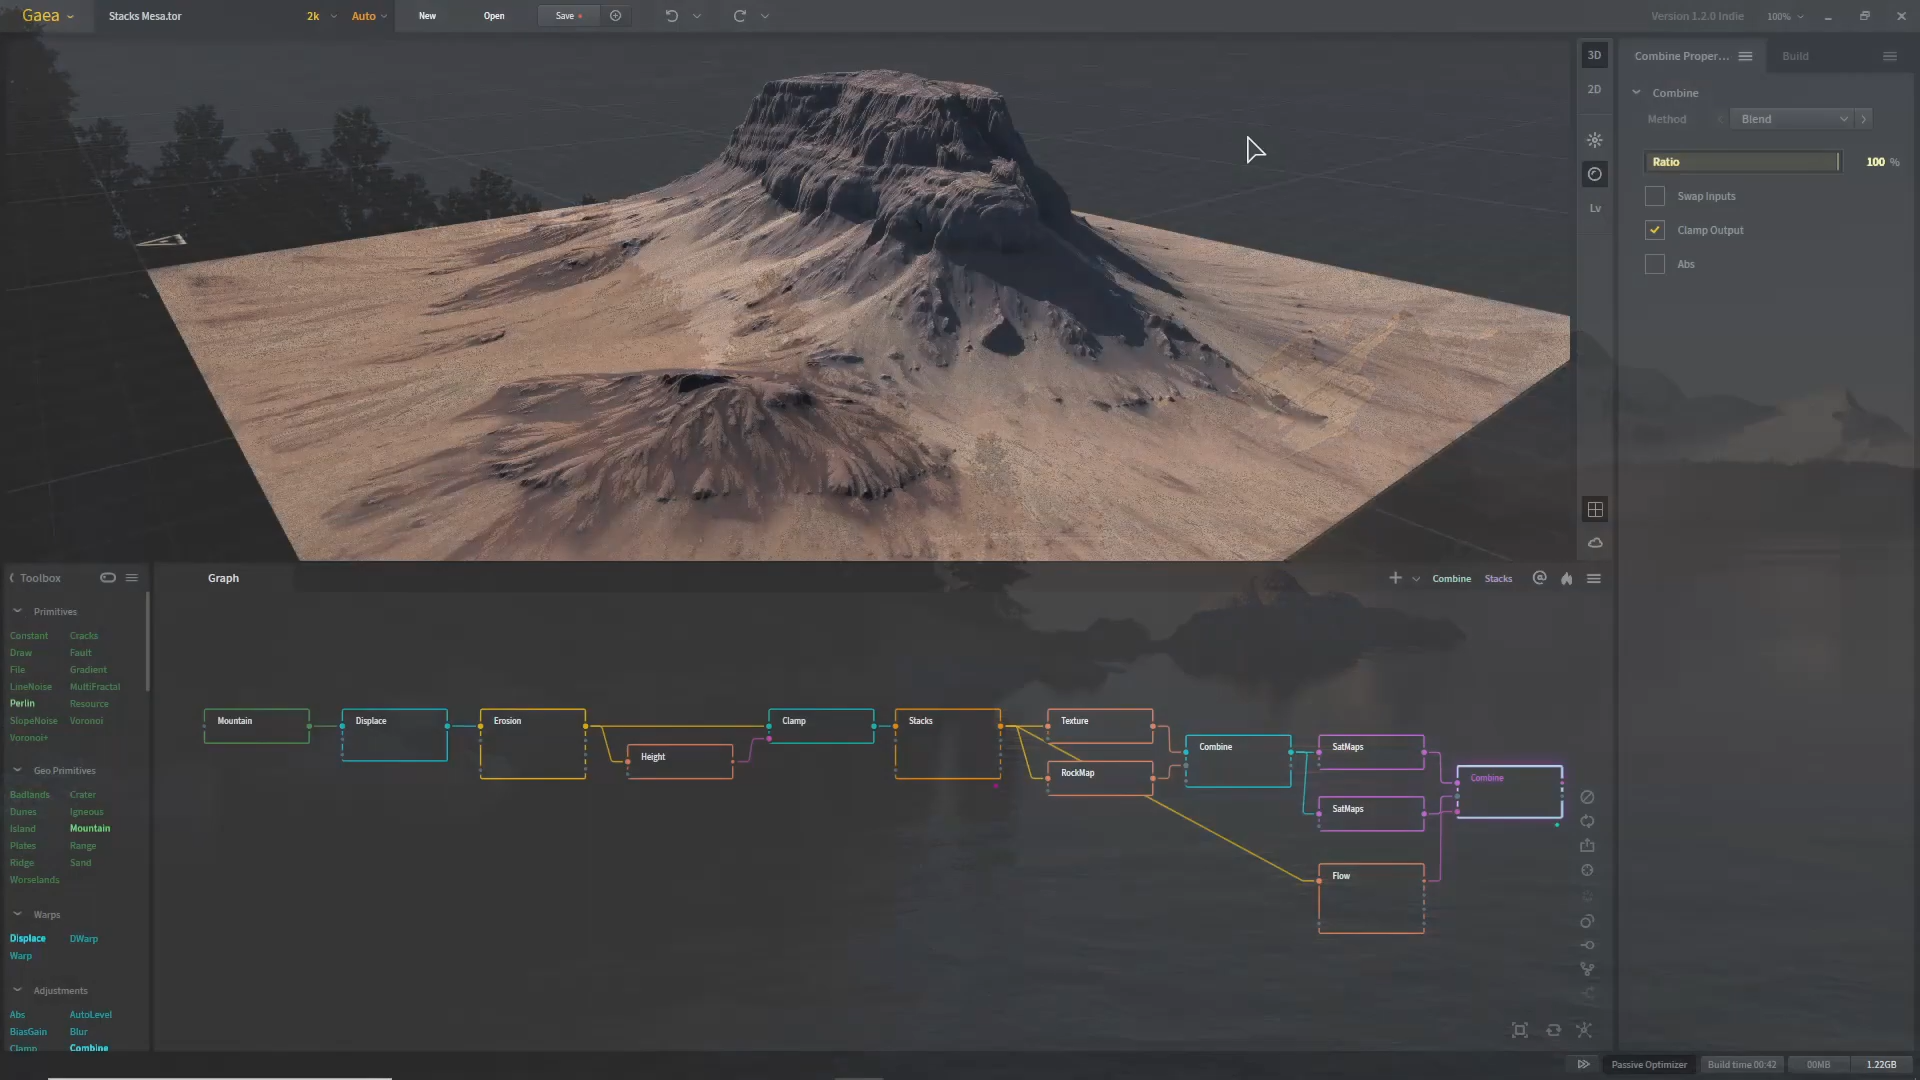 Gaea
Stacks Mesa.tor
2k
Auto
New
Open
Save
Version 1.2.0 Indie
100%
3D
2D
Lv
Combine Proper...
Build
Combine
Method
Blend
Ratio
100 %
Swap Inputs
Clamp Output
Abs
Toolbox
Graph
Combine
Stacks
Primitives
Constant Cracks
Draw Fault
File Gradient
LineNoise MultiFractal
Perlin Resource
SlopeNoise Voronoi
Voronoi+
Geo Primitives
Badlands Crater
Dunes Igneous
Island Mountain
Plates Range
Ridge Sand
Worselands
Warps
Displace DWarp
Warp
Adjustments
Abs AutoLevel
BiasGain Blur
Clamp Combine
Mountain
Displace
Erosion
Height
Clamp
Stacks
Texture
RockMap
Combine
SatMaps
SatMaps
Combine
Flow
Passive Optimizer
Build time 00:42
00MB
1.22GB